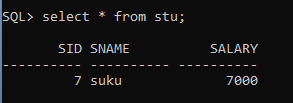 SQL> select * from stu;
       SID SNAME          SALARY
---------- ---------- ----------
         7 suku             7000